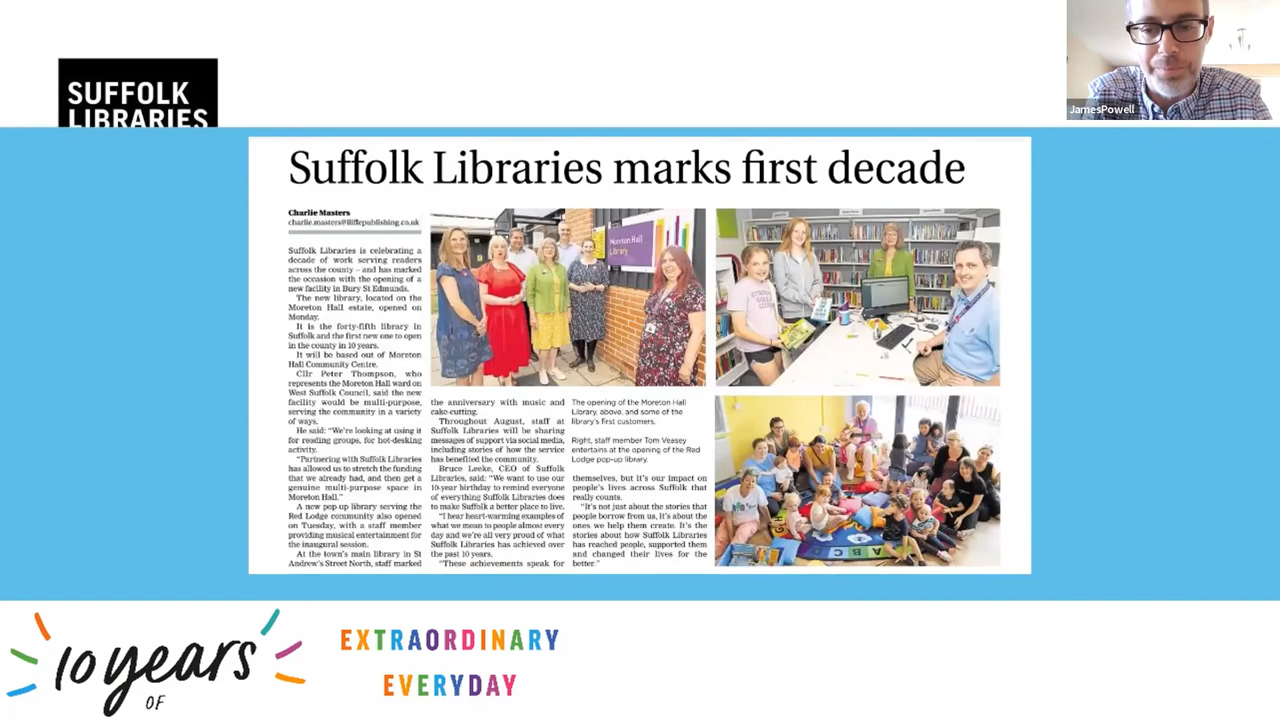 SUFFOLK
LIBRARIES
JamesPowell
Suffolk Libraries marks first decade
Charlie Masters
charlie.masters@iliffepublishing.co.uk
Suffolk Libraries is celebrating a
decade of work serving readers
across the county – and has marked
the occasion with the opening of a
new facility in Bury St Edmunds.
The new library, located on the
Moreton Hall estate, opened on
Monday.
It is the forty-fifth library in
Suffolk and the first new one to open
in the county in 10 years.
It will be based out of Moreton
Hall Community Centre.
Cllr Peter Thompson, who
represents the Moreton Hall ward on
West Suffolk Council, said the new
facility would be multi-purpose,
serving the community in a variety
of ways.
He said: “We’re looking at using it
for reading groups, for hot-desking
activity.
“Partnering with Suffolk Libraries
has allowed us to stretch the funding
that we already had, and then get a
genuine multi-purpose space in
Moreton Hall.”
A new pop-up library serving the
Red Lodge community also opened
on Tuesday, with a staff member
providing musical entertainment for
the inaugural session.
At the town’s main library in St
Andrew’s Street North, staff marked
the anniversary with music and
cake-cutting.
Throughout August, staff at
Suffolk Libraries will be sharing
messages of support via social media,
including stories of how the service
has benefited the community.
Bruce Leeke, CEO of Suffolk
Libraries, said: “We want to use our
10-year birthday to remind everyone
of everything Suffolk Libraries does
to make Suffolk a better place to live.
“I hear heart-warming examples of
what we mean to people almost every
day and we’re all very proud of what
Suffolk Libraries has achieved over
the past 10 years.
“These achievements speak for
themselves, but it’s our impact on
people’s lives across Suffolk that
really counts.
“It’s not just about the stories that
people borrow from us, it’s about the
ones we help them create. It’s the
stories about how Suffolk Libraries
has reached people, supported them
and changed their lives for the
better.”
Moreton Hall
Library
The opening of the Moreton Hall
Library, above, and some of the
library’s first customers.
Right, staff member Tom Veasey
entertains at the opening of the Red
Lodge pop-up library.
A B C D
10 years
OF
EXTRAORDINARY
EVERYDAY